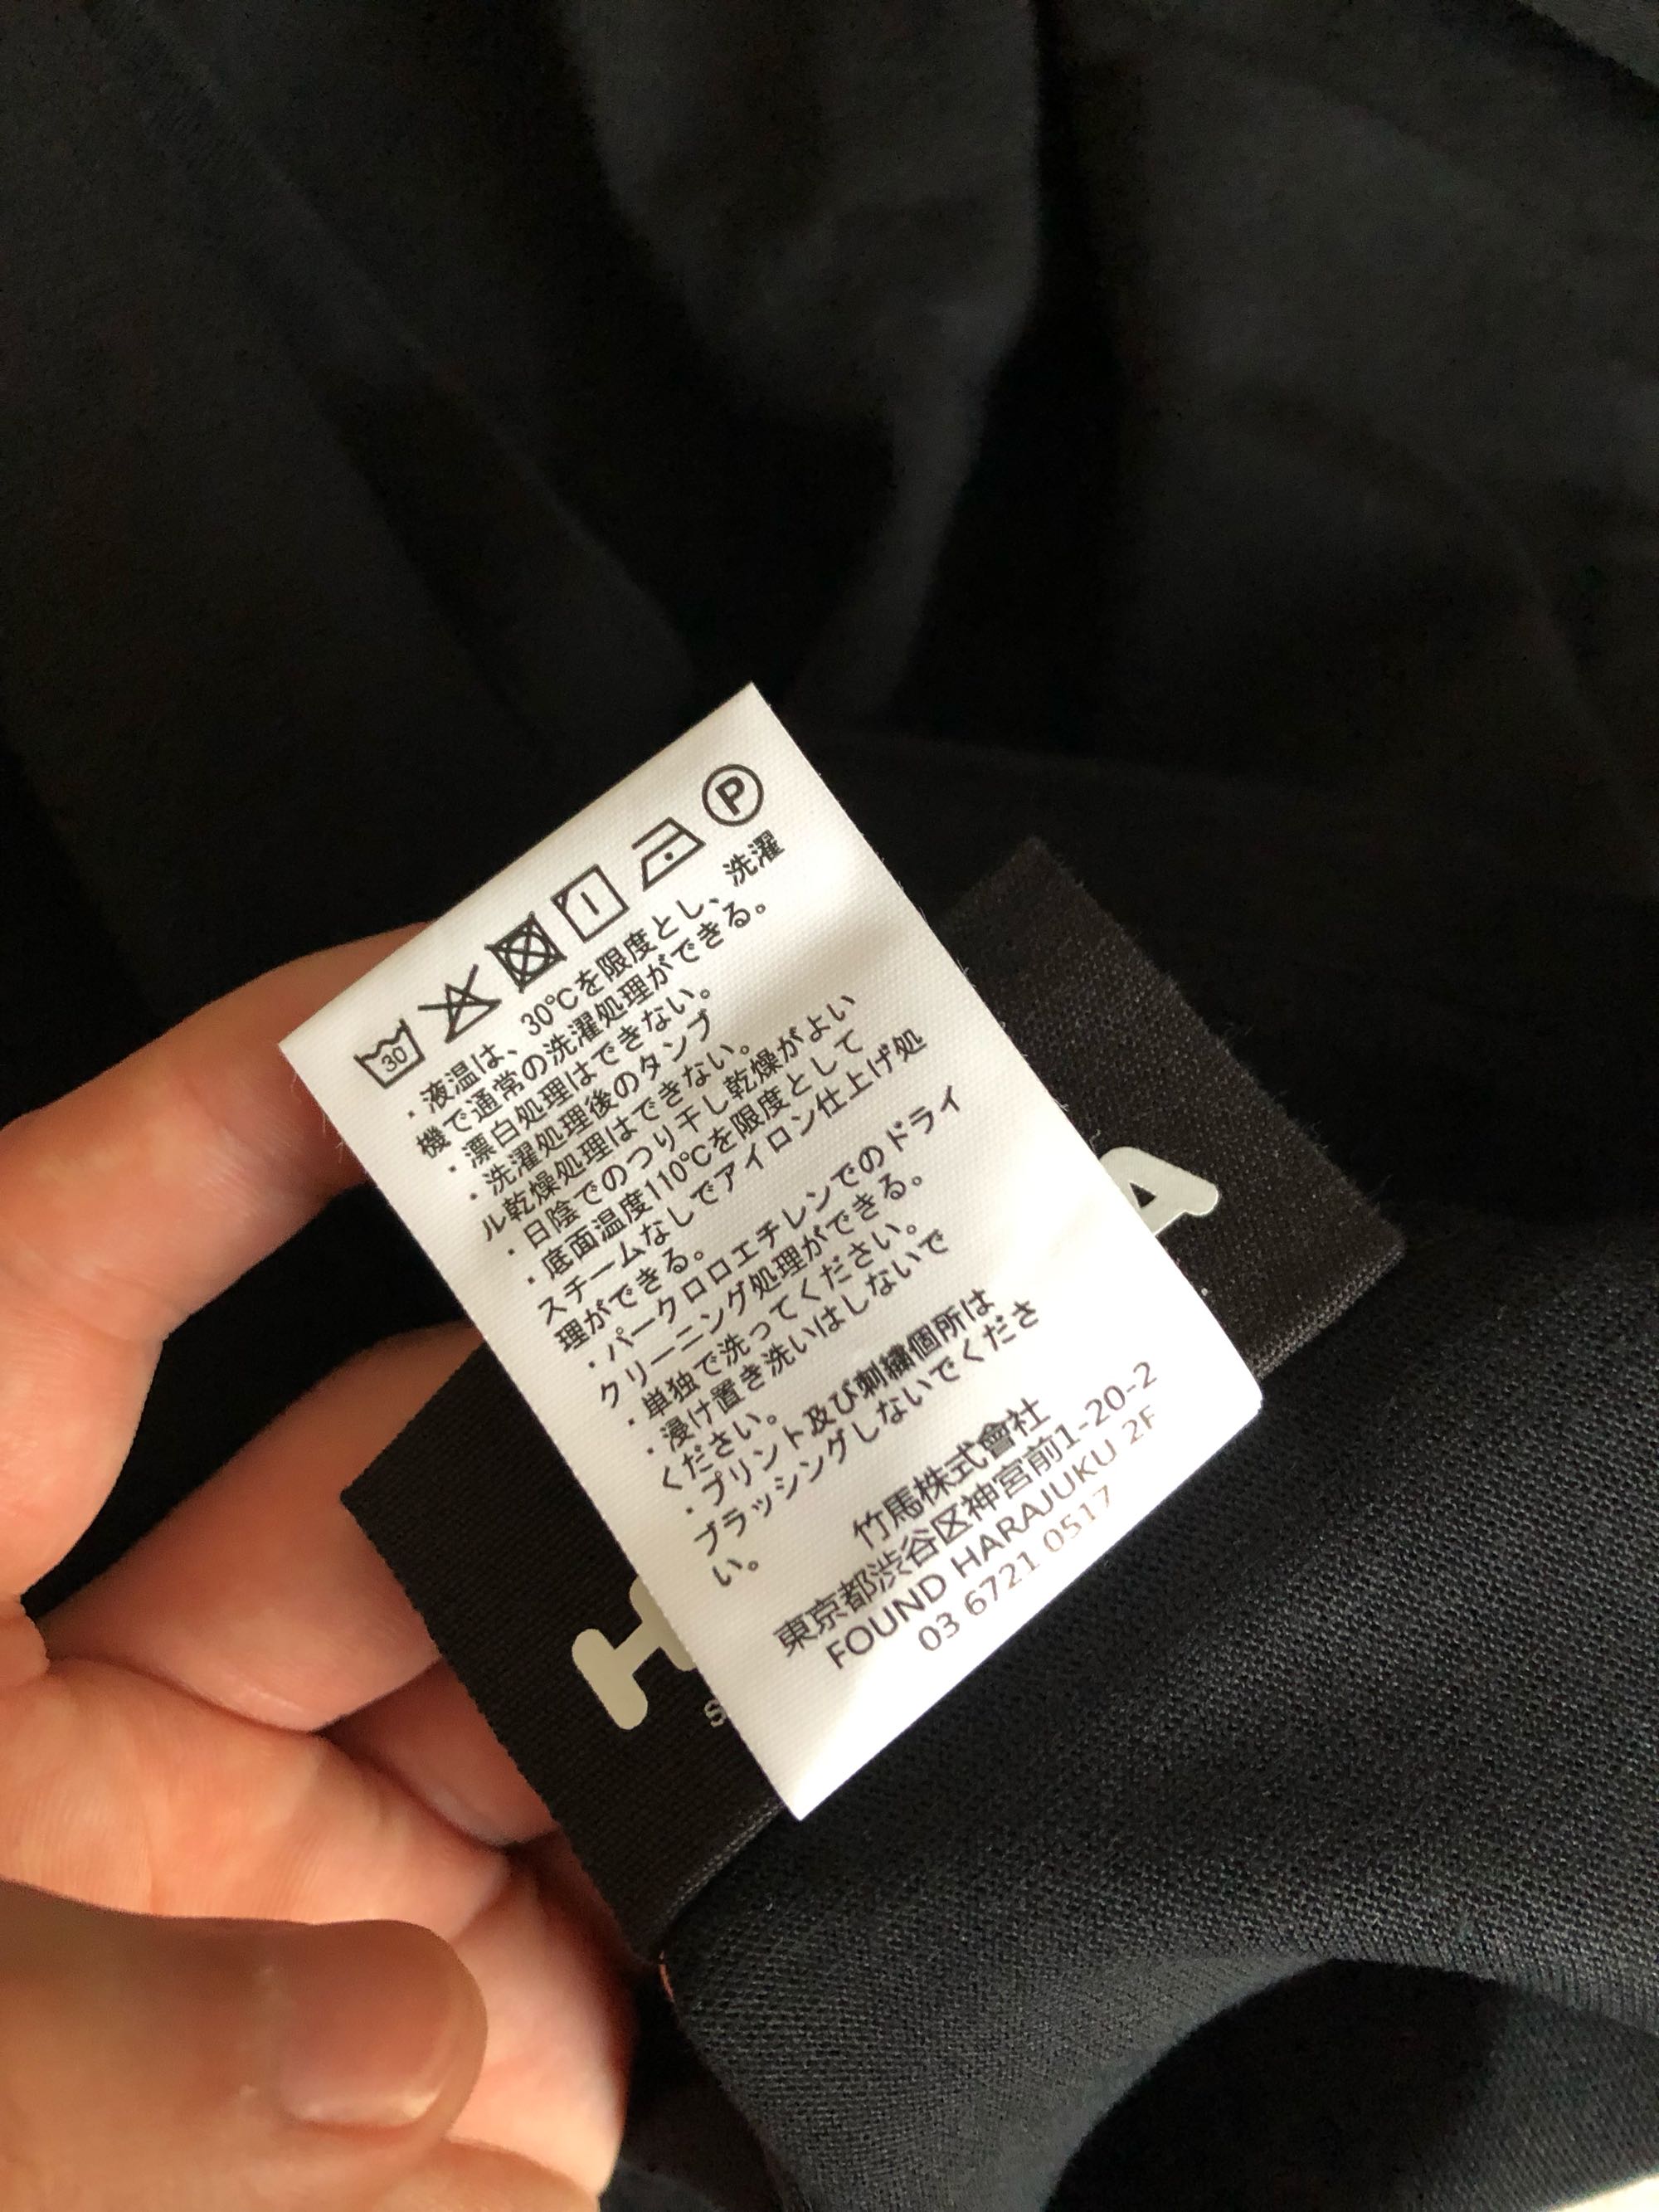 30
P
・液温は、30℃を限度とし、洗濯
機で通常の洗濯処理ができる。
・漂白処理はできない。
・洗濯処理後のタンブ
ル乾燥処理はできない。
・日陰でのつり干し乾燥がよい
・底面温度110℃を限度として
スチームなしでアイロン仕上げ処
理ができる。
・パークロロエチレンでのドライ
クリーニング処理ができる。
・単独で洗ってください。
・浸け置き洗いはしないで
ください。
・プリント及び刺繍個所は
ブラッシングしないでくださ
い。
竹馬株式會社
東京都渋谷区神宮前1-20-2
FOUND HARAJUKU 2F
03 6721 0517
H
A
S